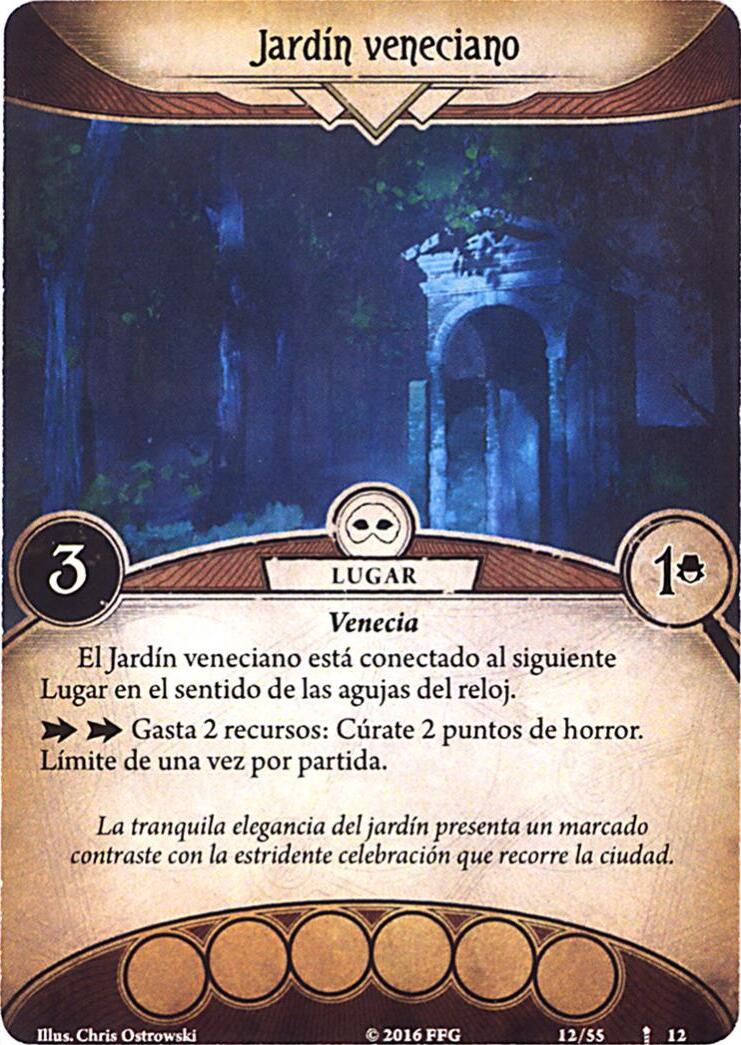 Jardín veneciano
3
1
LUGAR
Venecia
El Jardín veneciano está conectado al siguiente
Lugar en el sentido de las agujas del reloj.
Gasta 2 recursos: Cúrate 2 puntos de horror.
Límite de una vez por partida.
La tranquila elegancia del jardín presenta un marcado
contraste con la estridente celebración que recorre la ciudad.
Illus. Chris Ostrowski © 2016 FFG 12/55 12